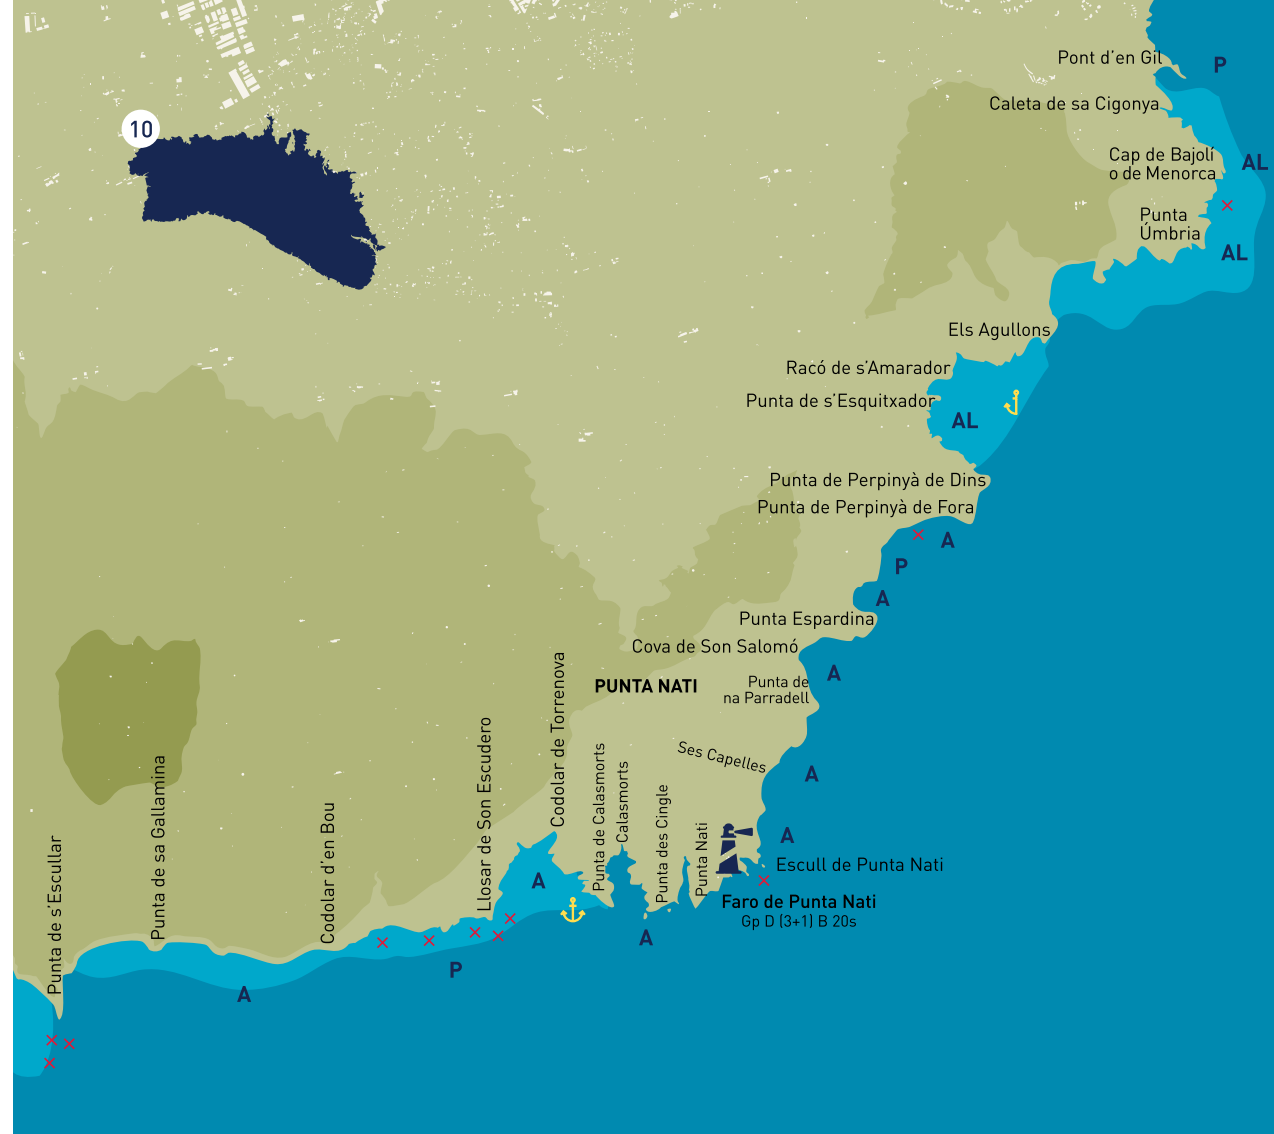 Pont d’en Gil
P
Caleta de sa Cigonya
10
Cap de Bajolí
o de Menorca
AL
Punta
Úmbria
AL
Els Agullons
Racó de s’Amarador
Punta de s’Esquitxador
AL
Punta de Perpinyà de Dins
Punta de Perpinyà de Fora
A
P
A
Punta Espardina
Cova de Son Salomó
A
PUNTA NATI
Punta de
na Parradell
Ses Capelles
A
A
Escull de Punta Nati
Faro de Punta Nati
Gp D (3+1) B 20s
Punta Nati
Punta des Cingle
Calasmorts
Punta de Calasmorts
Codolar de Torrenova
Llosar de Son Escudero
Codolar d’en Bou
Punta de sa Gallamina
Punta de s’Escullar
A
A
P
A